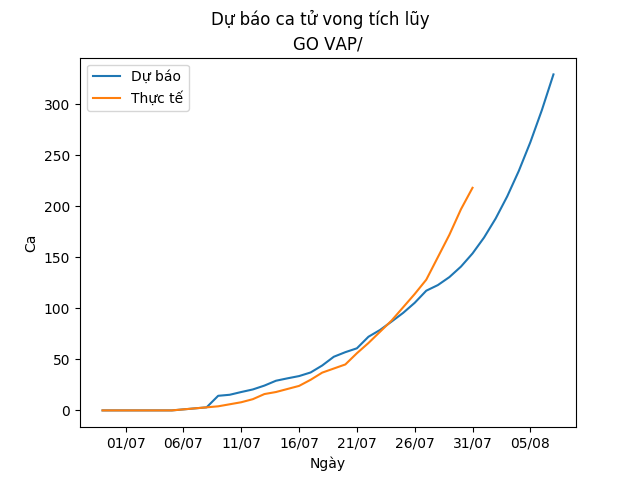 Dự báo ca tử vong tích lũy
GO VAP/
Dự báo
Thực tế
300
250
200
150
100
50
0
Ca
01/07 06/07 11/07 16/07 21/07 26/07 31/07 05/08
Ngày